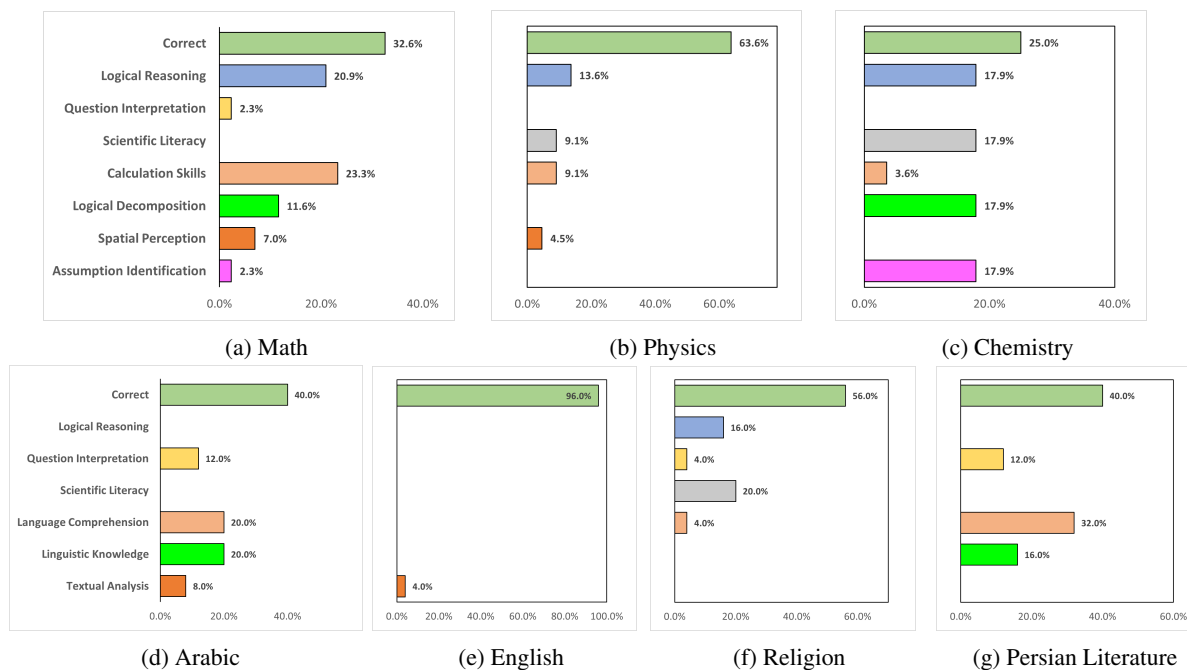 Correct
32.6%
Logical Reasoning
20.9%
Question Interpretation
2.3%
Scientific Literacy
Calculation Skills
23.3%
Logical Decomposition
11.6%
Spatial Perception
7.0%
Assumption Identification
2.3%
0.0% 20.0% 40.0%
(a) Math
63.6%
13.6%
9.1%
9.1%
4.5%
0.0% 20.0% 40.0% 60.0%
(b) Physics
25.0%
17.9%
17.9%
3.6%
17.9%
17.9%
0.0% 20.0% 40.0%
(c) Chemistry
Correct
40.0%
Logical Reasoning
Question Interpretation
12.0%
Scientific Literacy
Language Comprehension
20.0%
Linguistic Knowledge
20.0%
Textual Analysis
8.0%
0.0% 20.0% 40.0%
(d) Arabic
96.0%
4.0%
0.0% 20.0% 40.0% 60.0% 80.0% 100.0%
(e) English
56.0%
16.0%
4.0%
20.0%
4.0%
0.0% 20.0% 40.0% 60.0%
(f) Religion
40.0%
12.0%
32.0%
16.0%
0.0% 20.0% 40.0% 60.0%
(g) Persian Literature